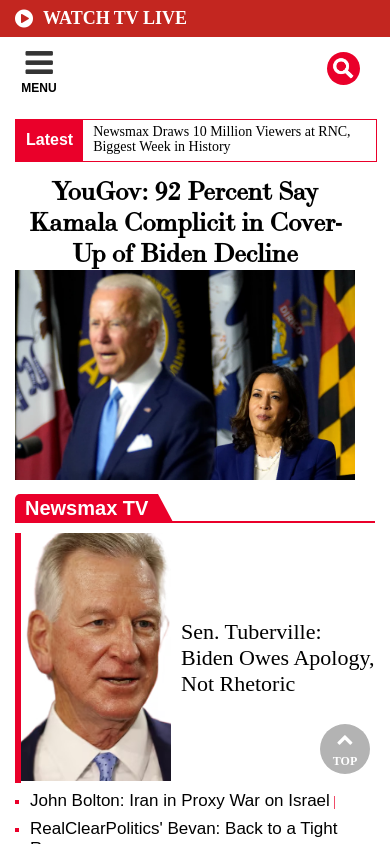 WATCH TV LIVE
MENU
Latest
Newsmax Draws 10 Million Viewers at RNC,
Biggest Week in History
YouGov: 92 Percent Say
Kamala Complicit in Cover-
Up of Biden Decline
Newsmax TV
Sen. Tuberville:
Biden Owes Apology,
Not Rhetoric
TOP
John Bolton: Iran in Proxy War on Israel |
RealClearPolitics' Bevan: Back to a Tight